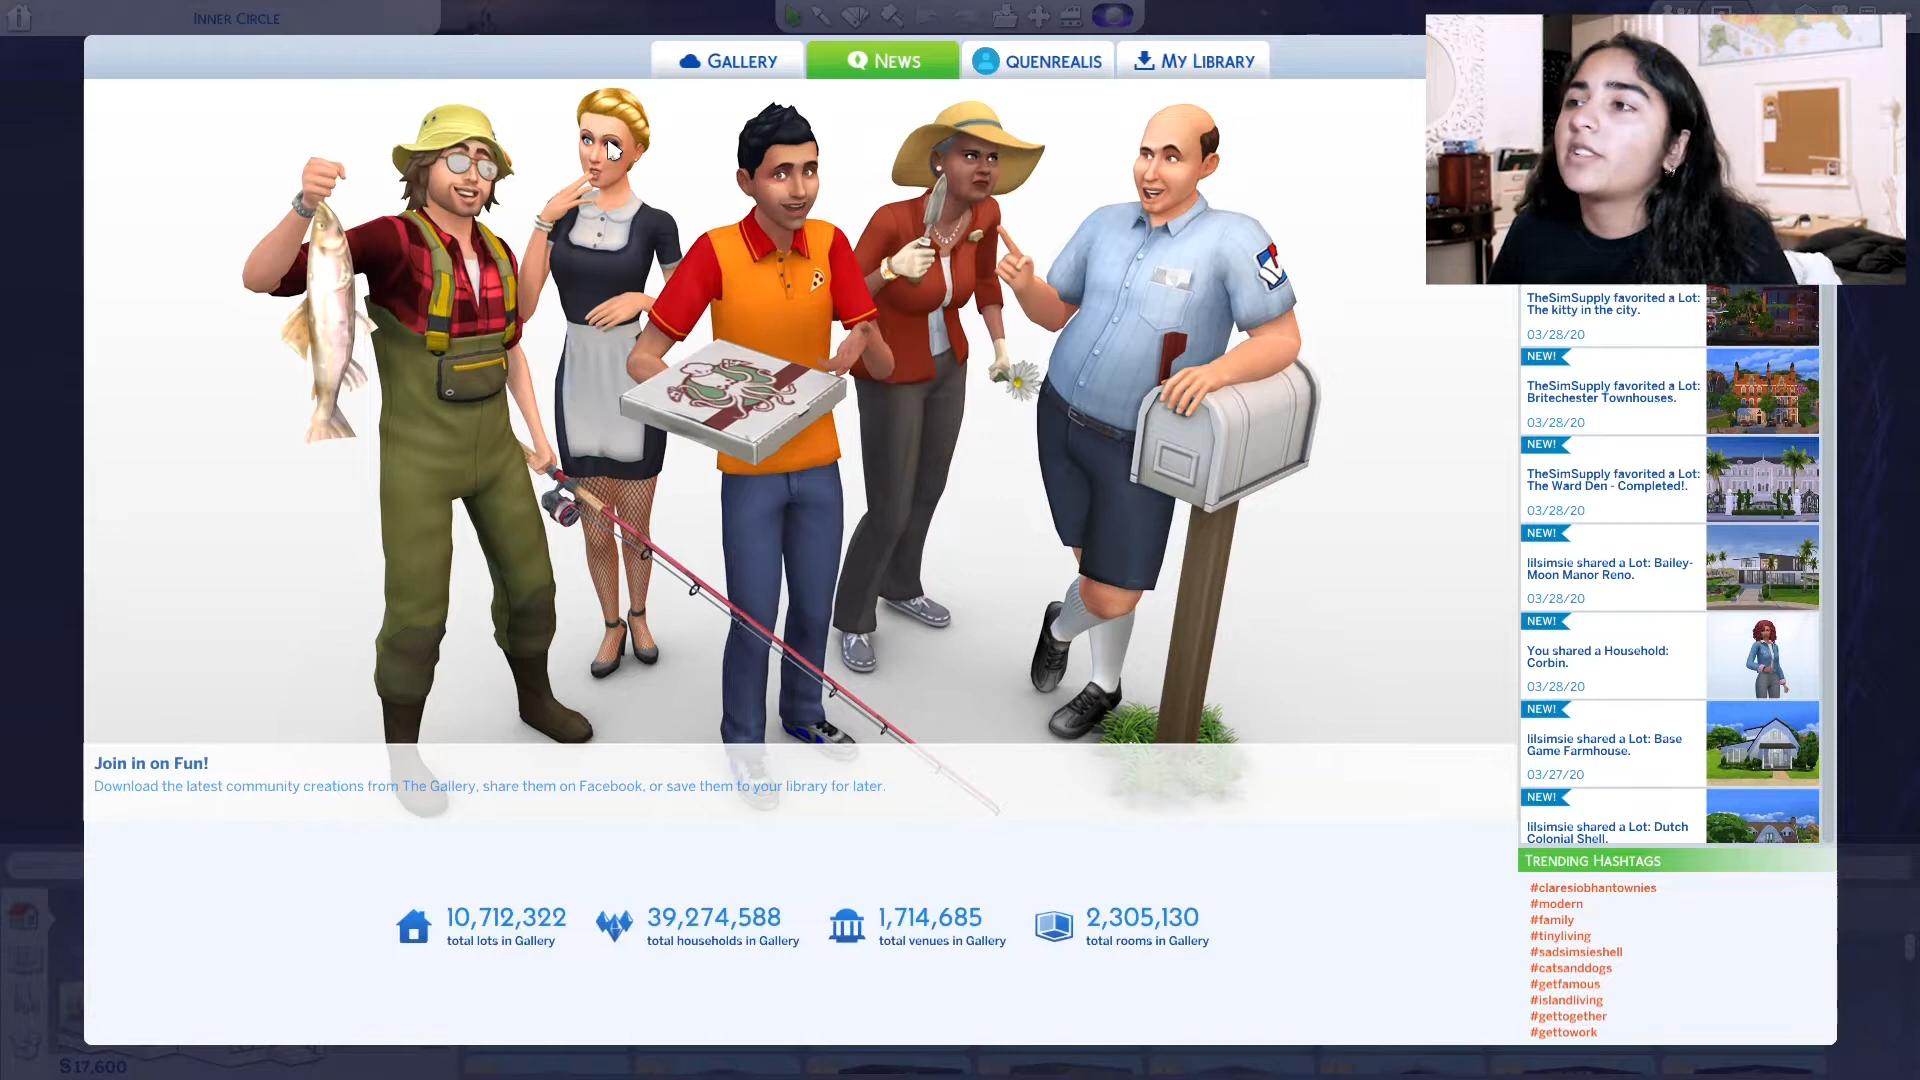 INNER CIRCLE
GALLERY
NEWS
QUENREALIS
MY LIBRARY
TheSimSupply favorited a Lot:
The kitty in the city.
03/28/20
NEW!
TheSimSupply favorited a Lot:
Britechester Townhouses.
03/28/20
NEW!
TheSimSupply favorited a Lot:
The Ward Den - Completed!.
03/28/20
NEW!
lilsimsie shared a Lot: Bailey-
Moon Manor Reno.
03/28/20
NEW!
You shared a Household:
Corbin.
03/28/20
NEW!
lilsimsie shared a Lot: Base
Game Farmhouse.
03/27/20
NEW!
lilsimsie shared a Lot: Dutch
Colonial Shell.
Join in on Fun!
Download the latest community creations from The Gallery, share them on Facebook, or save them to your library for later.
10,712,322
total lots in Gallery
39,274,588
total households in Gallery
1,714,685
total venues in Gallery
2,305,130
total rooms in Gallery
TRENDING HASHTAGS
#claresiobhantownies
#modern
#family
#tinyliving
#sadsimsieshell
#catsanddogs
#getfamous
#islandliving
#gettogether
#gettowork
§17,600